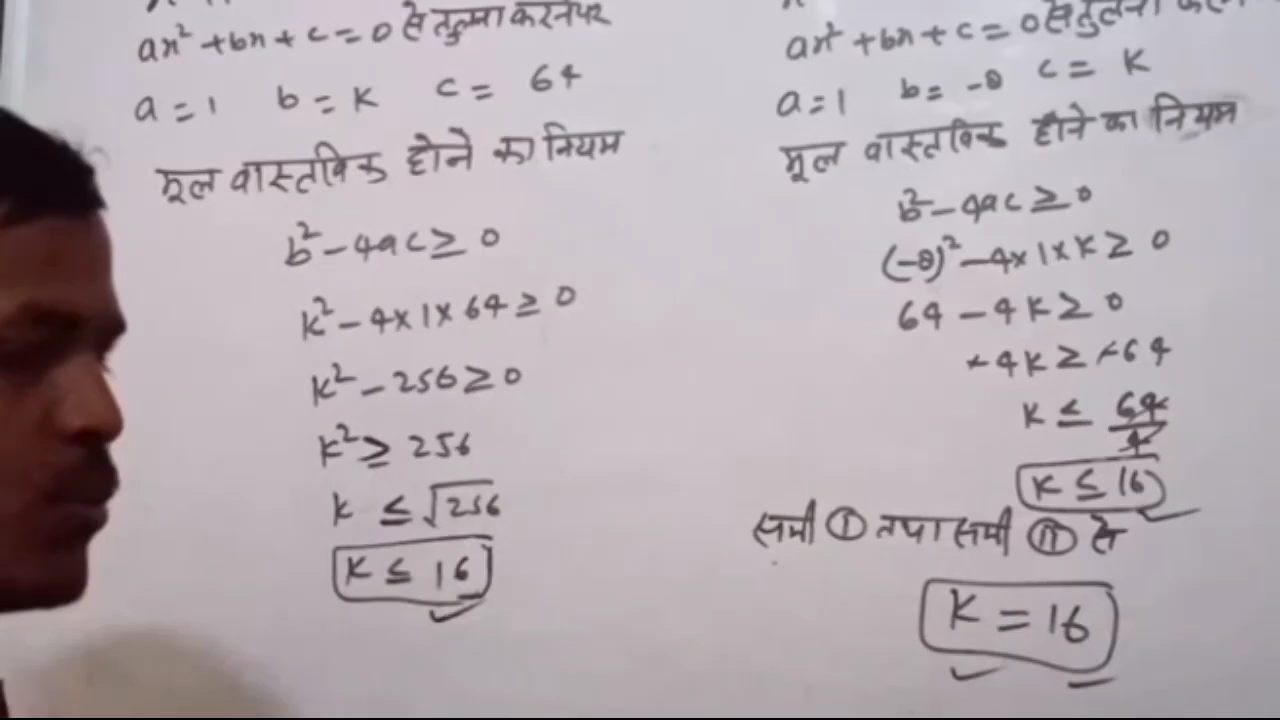 ax² + bx + c = 0 से तुलना करने पर
a = 1 b = K c = 64
मूल वास्तविक होने का नियम
b² - 4ac ≥ 0
K² - 4 × 1 × 64 ≥ 0
K² - 256 ≥ 0
K² ≥ 256
K ≤ √256
K ≤ 16
ax² + bx + c = 0 से तुलना
a = 1 b = -8 c = K
मूल वास्तविक होने का नियम
b² - 4ac ≥ 0
(-8)² - 4 × 1 × K ≥ 0
64 - 4K ≥ 0
-4K ≥ -64
K ≤ 64/4
K ≤ 16
समी ① तथा समी ② से
K = 16